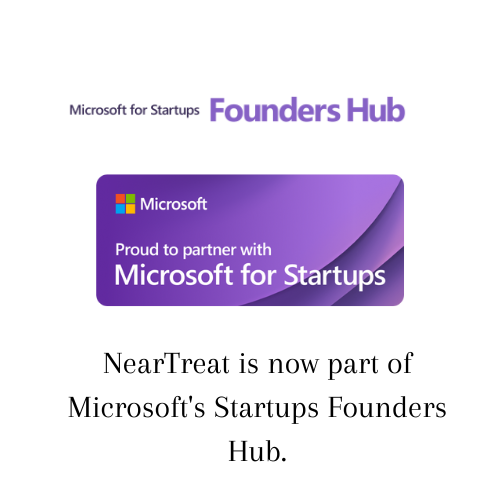 Microsoft for Startups Founders Hub
Microsoft
Proud to partner with
Microsoft for Startups
NearTreat is now part of
Microsoft's Startups Founders
Hub.